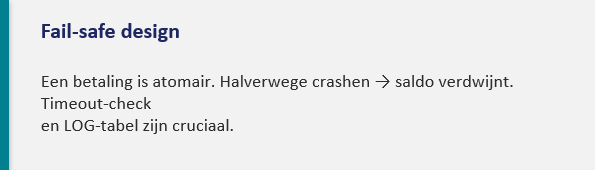 Fail-safe design
Een betaling is atomair. Halverwege crashen → saldo verdwijnt.
Timeout-check
en LOG-tabel zijn cruciaal.